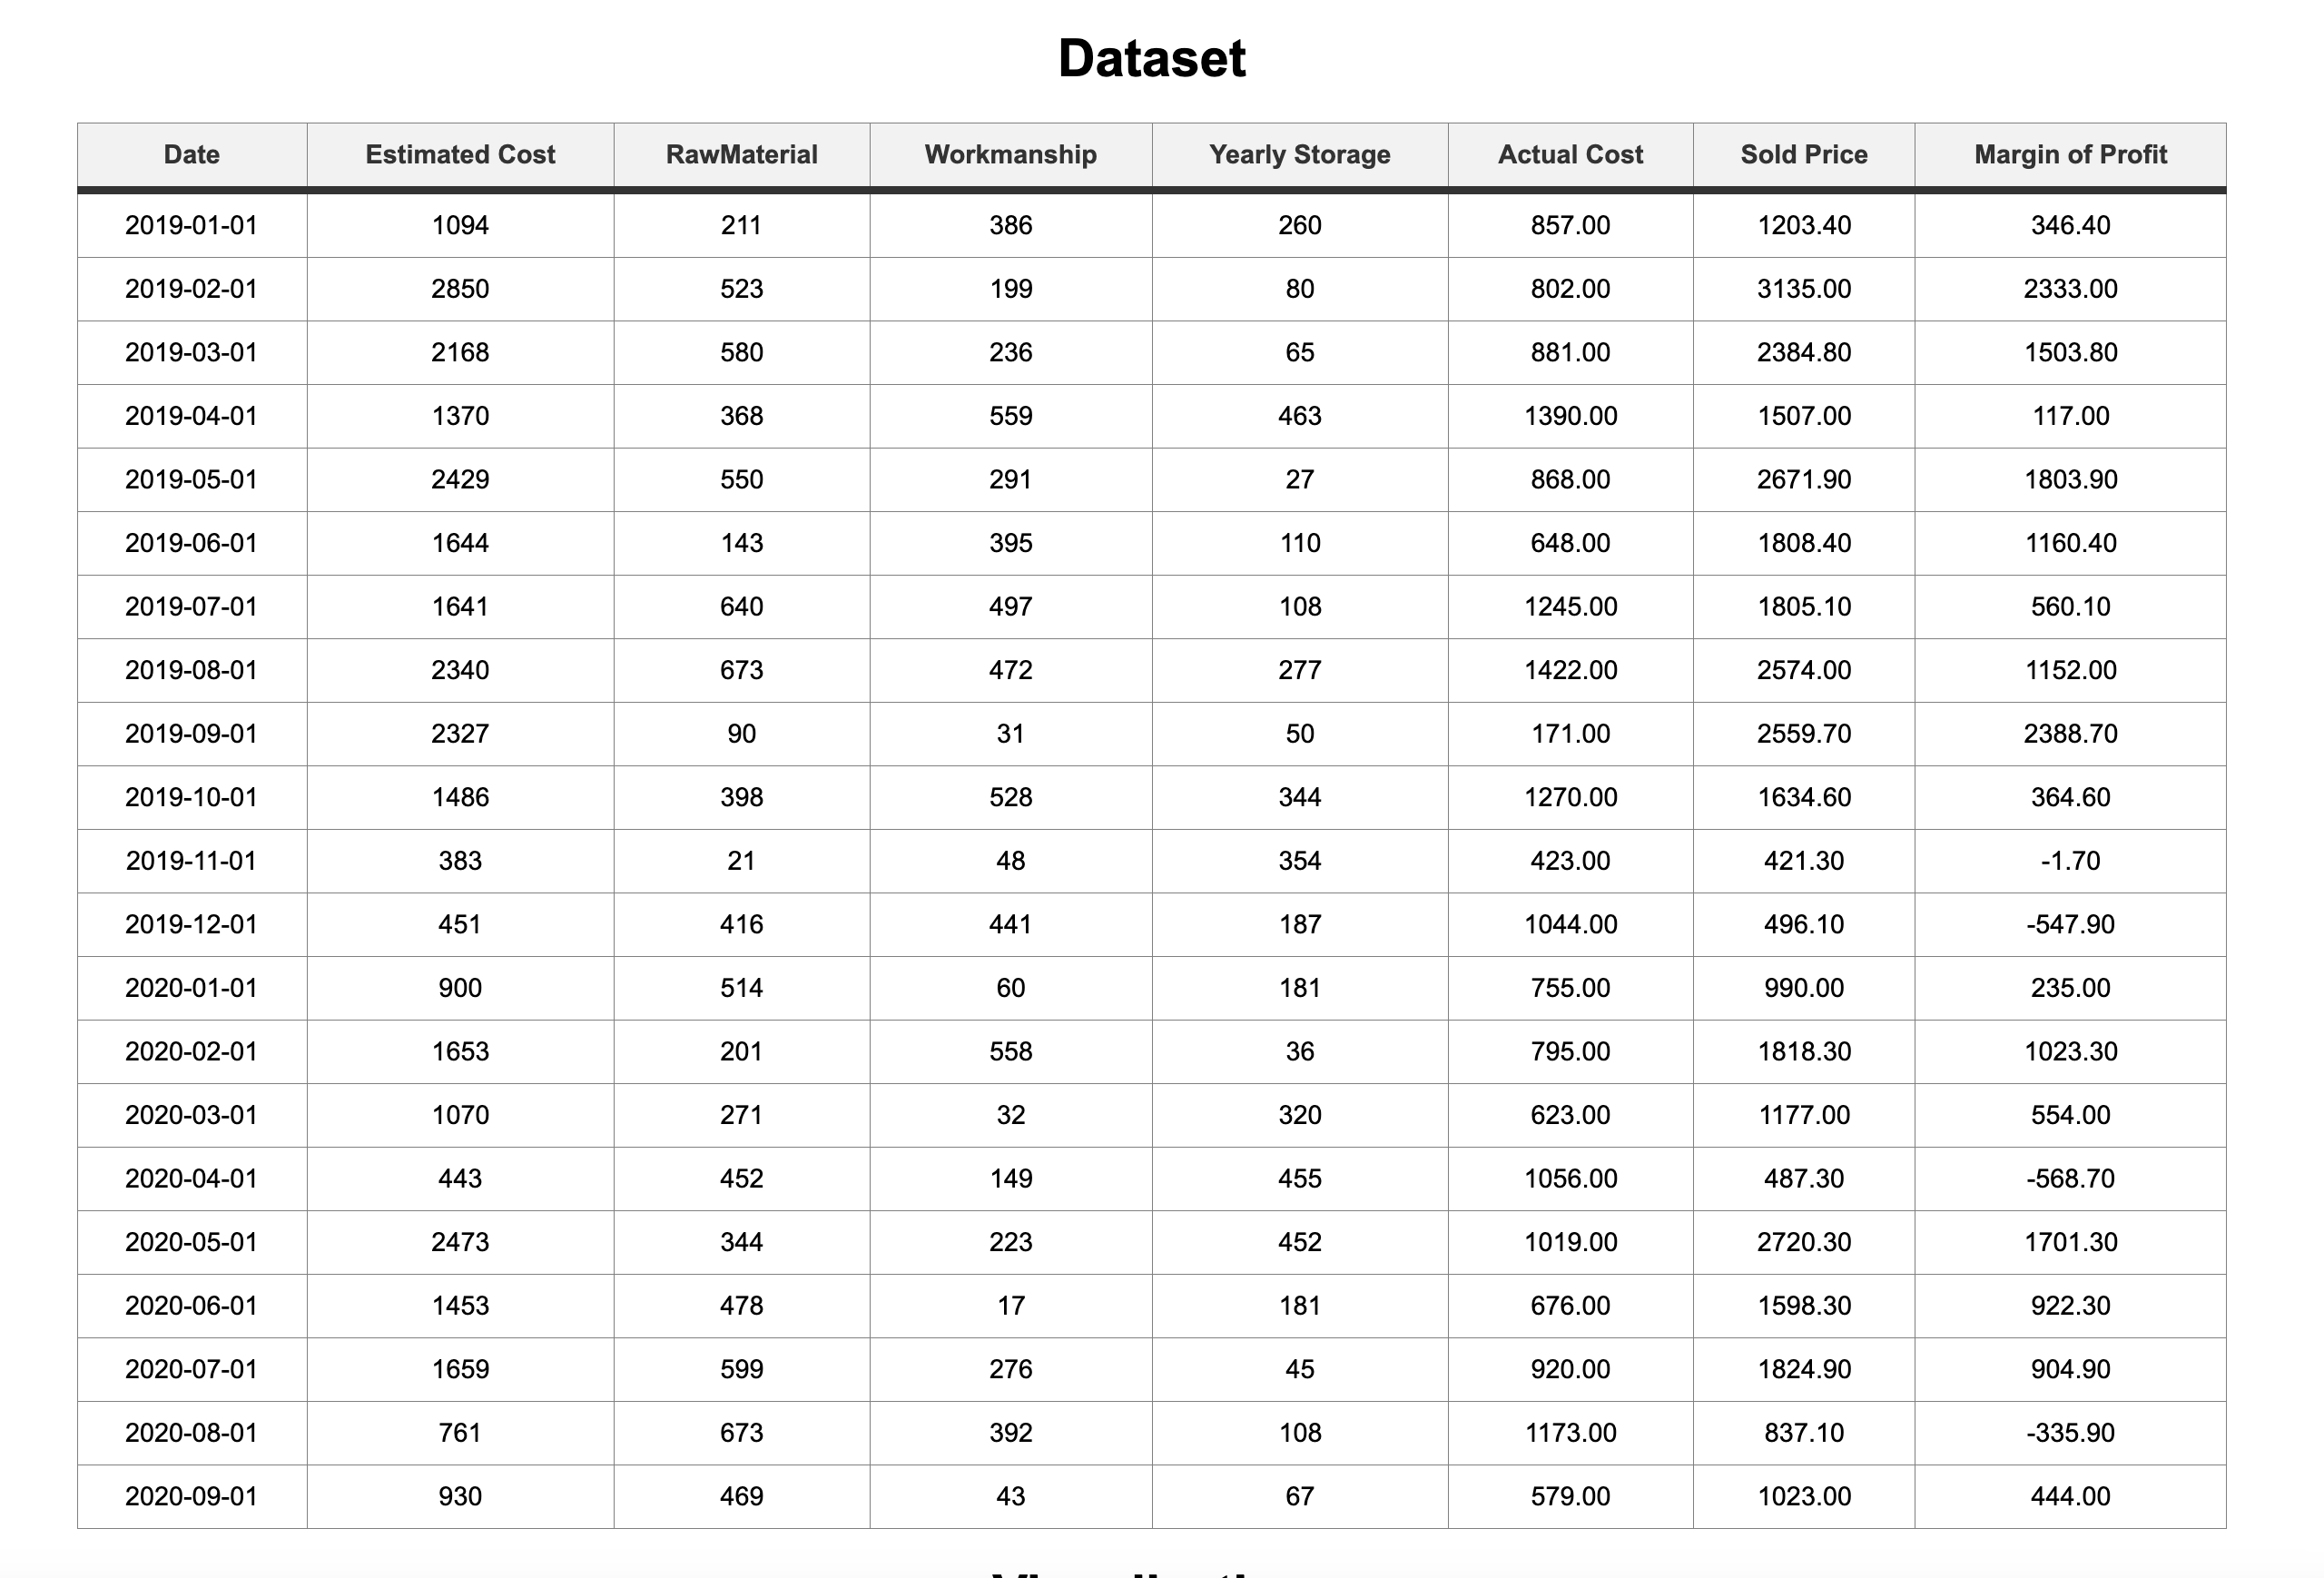 Dataset
Date Estimated Cost RawMaterial Workmanship Yearly Storage Actual Cost Sold Price Margin of Profit
2019-01-01 1094 211 386 260 857.00 1203.40 346.40
2019-02-01 2850 523 199 80 802.00 3135.00 2333.00
2019-03-01 2168 580 236 65 881.00 2384.80 1503.80
2019-04-01 1370 368 559 463 1390.00 1507.00 117.00
2019-05-01 2429 550 291 27 868.00 2671.90 1803.90
2019-06-01 1644 143 395 110 648.00 1808.40 1160.40
2019-07-01 1641 640 497 108 1245.00 1805.10 560.10
2019-08-01 2340 673 472 277 1422.00 2574.00 1152.00
2019-09-01 2327 90 31 50 171.00 2559.70 2388.70
2019-10-01 1486 398 528 344 1270.00 1634.60 364.60
2019-11-01 383 21 48 354 423.00 421.30 -1.70
2019-12-01 451 416 441 187 1044.00 496.10 -547.90
2020-01-01 900 514 60 181 755.00 990.00 235.00
2020-02-01 1653 201 558 36 795.00 1818.30 1023.30
2020-03-01 1070 271 32 320 623.00 1177.00 554.00
2020-04-01 443 452 149 455 1056.00 487.30 -568.70
2020-05-01 2473 344 223 452 1019.00 2720.30 1701.30
2020-06-01 1453 478 17 181 676.00 1598.30 922.30
2020-07-01 1659 599 276 45 920.00 1824.90 904.90
2020-08-01 761 673 392 108 1173.00 837.10 -335.90
2020-09-01 930 469 43 67 579.00 1023.00 444.00